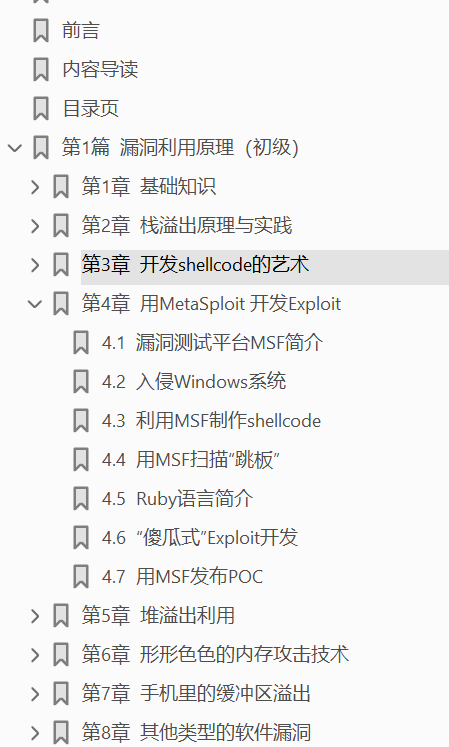 前言
内容导读
目录页
第1篇 漏洞利用原理（初级）
第1章 基础知识
第2章 栈溢出原理与实践
第3章 开发shellcode的艺术
第4章 用MetaSploit 开发Exploit
4.1 漏洞测试平台MSF简介
4.2 入侵Windows系统
4.3 利用MSF制作shellcode
4.4 用MSF扫描“跳板”
4.5 Ruby语言简介
4.6 “傻瓜式”Exploit开发
4.7 用MSF发布POC
第5章 堆溢出利用
第6章 形形色色的内存攻击技术
第7章 手机里的缓冲区溢出
第8章 其他类型的软件漏洞